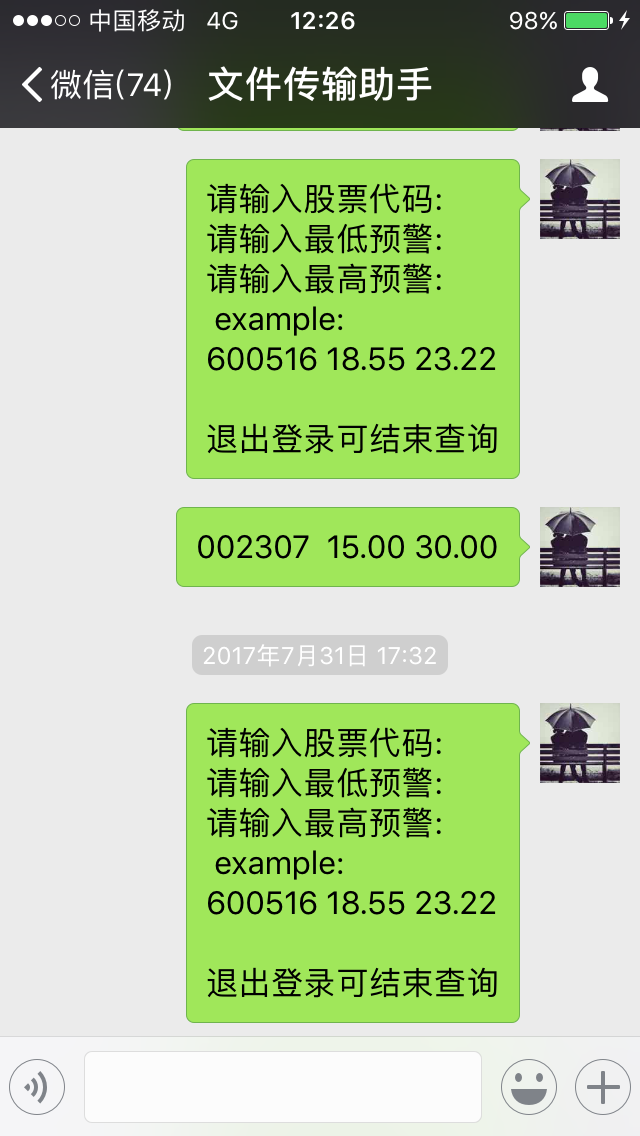 中国移动 4G 12:26 98%
微信(74) 文件传输助手
请输入股票代码:
请输入最低预警:
请输入最高预警:
example:
600516 18.55 23.22
退出登录可结束查询
002307  15.00 30.00
2017年7月31日 17:32
请输入股票代码:
请输入最低预警:
请输入最高预警:
example:
600516 18.55 23.22
退出登录可结束查询